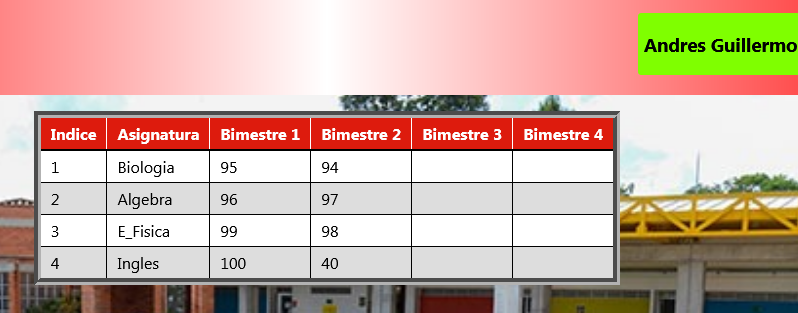 Andres Guillermo
Indice Asignatura Bimestre 1 Bimestre 2 Bimestre 3 Bimestre 4
1 Biologia 95 94
2 Algebra 96 97
3 E_Fisica 99 98
4 Ingles 100 40